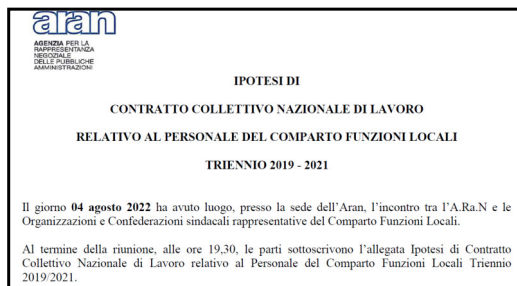 aran
AGENZIA PER LA
RAPPRESENTANZA
NEGOZIALE
DELLE PUBBLICHE
AMMINISTRAZIONI
IPOTESI DI
CONTRATTO COLLETTIVO NAZIONALE DI LAVORO
RELATIVO AL PERSONALE DEL COMPARTO FUNZIONI LOCALI
TRIENNIO 2019 - 2021
Il giorno 04 agosto 2022 ha avuto luogo, presso la sede dell'Aran, l'incontro tra l'A.Ra.N e le
Organizzazioni e Confederazioni sindacali rappresentative del Comparto Funzioni Locali.
Al termine della riunione, alle ore 19,30, le parti sottoscrivono l'allegata Ipotesi di Contratto
Collettivo Nazionale di Lavoro relativo al Personale del Comparto Funzioni Locali Triennio
2019/2021.